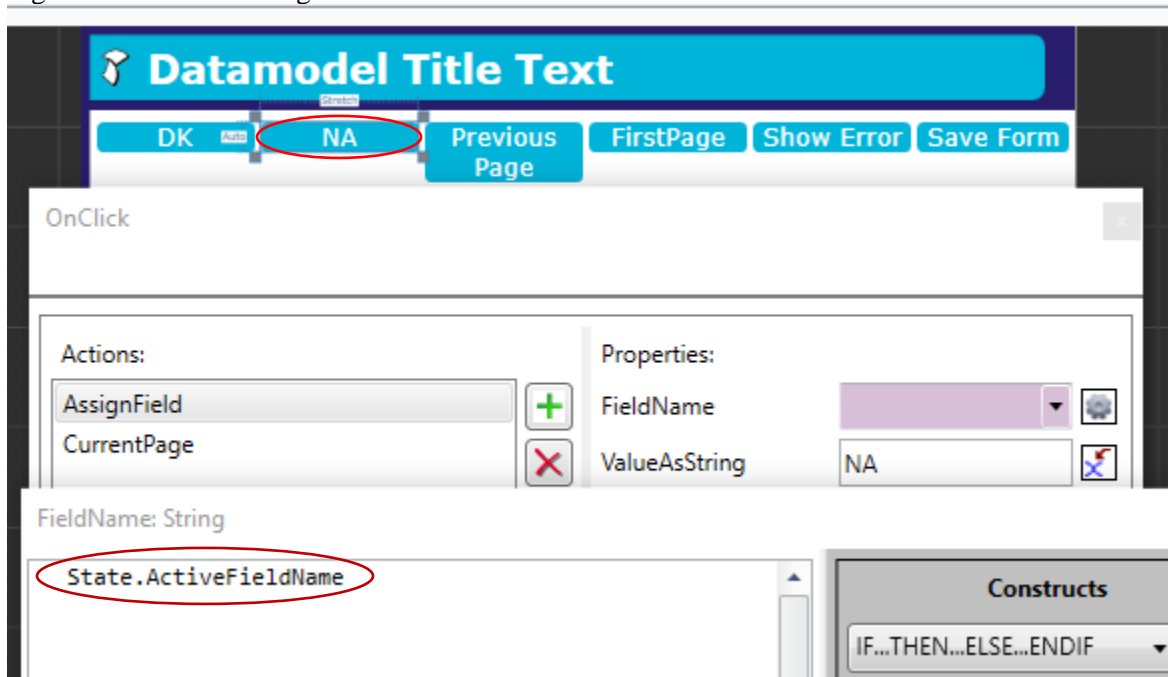 Datamodel Title Text
Stretch
DK Auto NA Previous Page FirstPage Show Error Save Form
OnClick
x
Actions: Properties:
AssignField FieldName
CurrentPage ValueAsString NA
FieldName: String
State.ActiveFieldName
Constructs
IF...THEN...ELSE...ENDIF